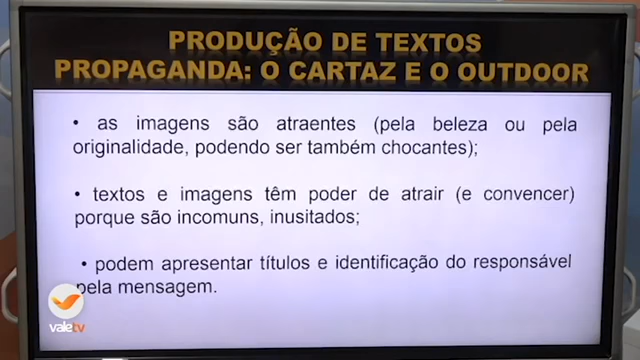 PRODUÇÃO DE TEXTOS
PROPAGANDA: O CARTAZ E O OUTDOOR
• as imagens são atraentes (pela beleza ou pela
originalidade, podendo ser também chocantes);
• textos e imagens têm poder de atrair (e convencer)
porque são incomuns, inusitados;
• podem apresentar títulos e identificação do responsável
pela mensagem.
valetv